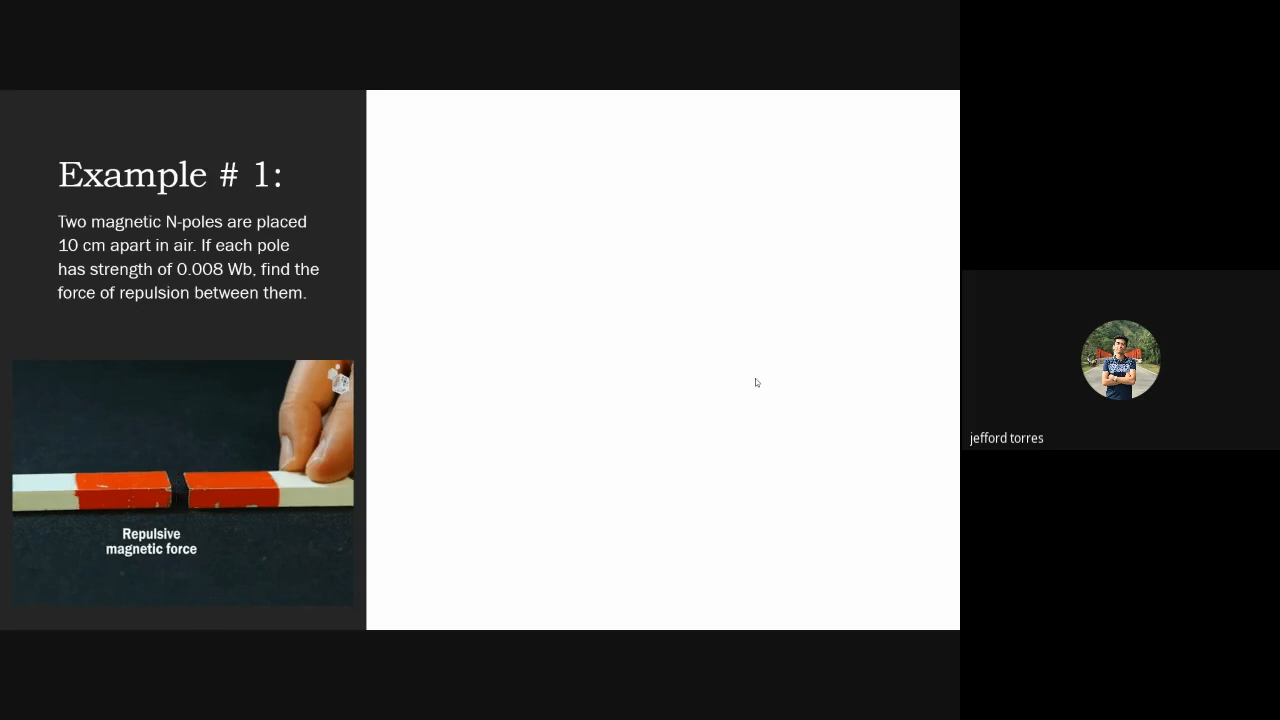 Example # 1:
Two magnetic N-poles are placed
10 cm apart in air. If each pole
has strength of 0.008 Wb, find the
force of repulsion between them.
Repulsive
magnetic force
jefford torres